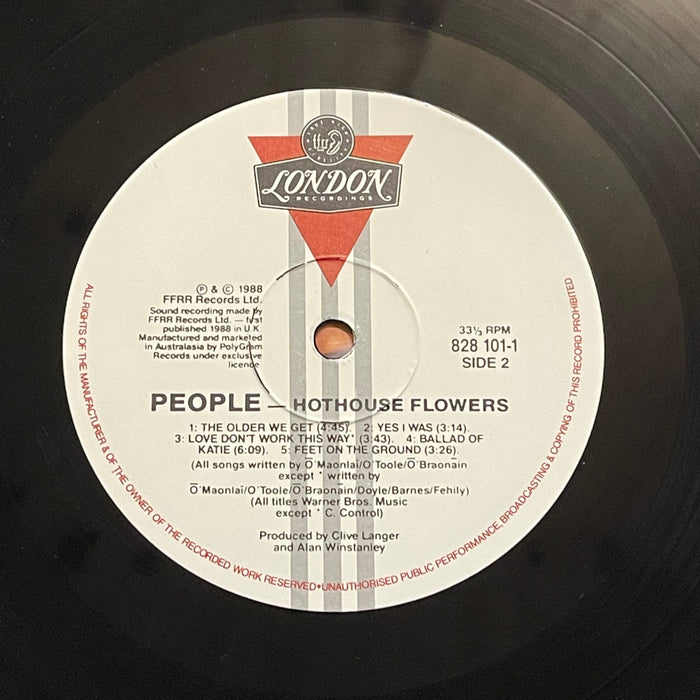 ffrr
LONDON
RECORDINGS
Ⓟ & © 1988
FFRR Records Ltd.
Sound recording made by
FFRR Records Ltd. — first
published 1988 in U.K.
Manufactured and marketed
in Australasia by PolyGram
Records under exclusive
licence
33⅓ RPM
828 101-1
SIDE 2
PEOPLE — HOTHOUSE FLOWERS
1: THE OLDER WE GET (4:45). 2: YES I WAS (3:14).
3: LOVE DON'T WORK THIS WAY* (3:43). 4: BALLAD OF
KATIE (6:09). 5: FEET ON THE GROUND (3:26).
(All songs written by Ō'Maonlaī/O'Toole/Ō'Braonāin
except * written by
Ō'Maonlaī/O'Toole/Ō'Braonāin/Doyle/Barnes/Fehily)
(All titles Warner Bros. Music
except * C. Control)
Produced by Clive Langer
and Alan Winstanley
ALL RIGHTS OF THE MANUFACTURER & OF THE OWNER OF THE RECORDED WORK RESERVED•UNAUTHORISED PUBLIC PERFORMANCE, BROADCASTING & COPYING OF THIS RECORD PROHIBITED